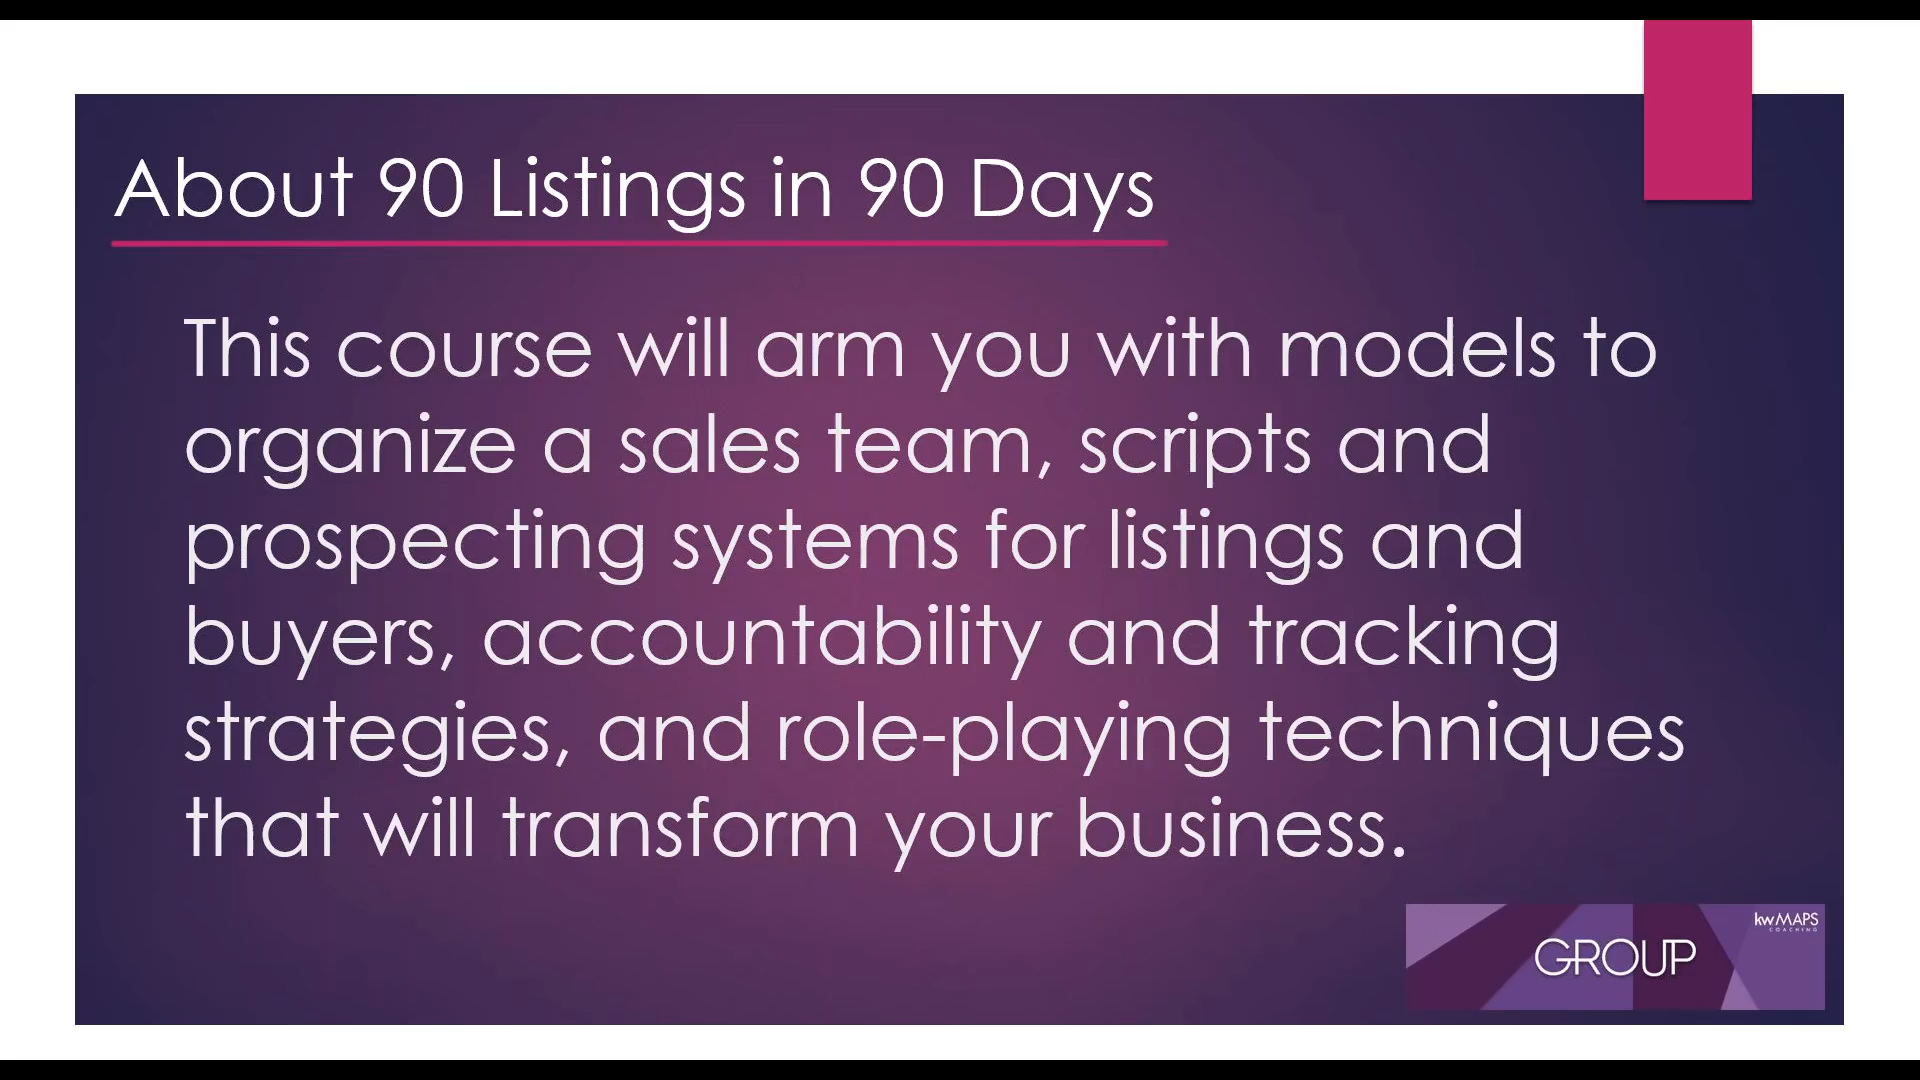 About 90 Listings in 90 Days
This course will arm you with models to
organize a sales team, scripts and
prospecting systems for listings and
buyers, accountability and tracking
strategies, and role-playing techniques
that will transform your business.
kwMAPS
COACHING
GROUP